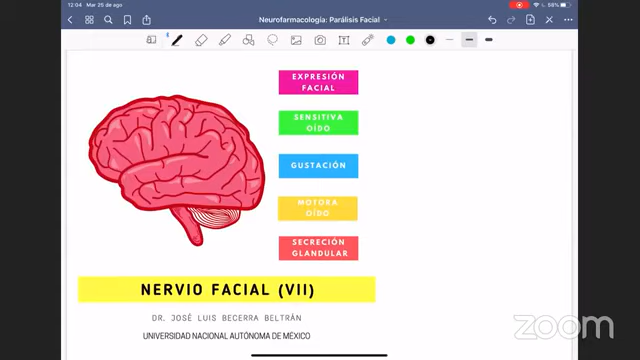 12:04 Mar 25 de ago
58%
Neurofarmacología: Parálisis Facial
EXPRESIÓN
FACIAL
SENSITIVA
OÍDO
GUSTACIÓN
MOTORA
OÍDO
SECRECIÓN
GLANDULAR
NERVIO FACIAL (VII)
DR. JOSÉ LUIS BECERRA BELTRÁN
UNIVERSIDAD NACIONAL AUTÓNOMA DE MÉXICO
zoom